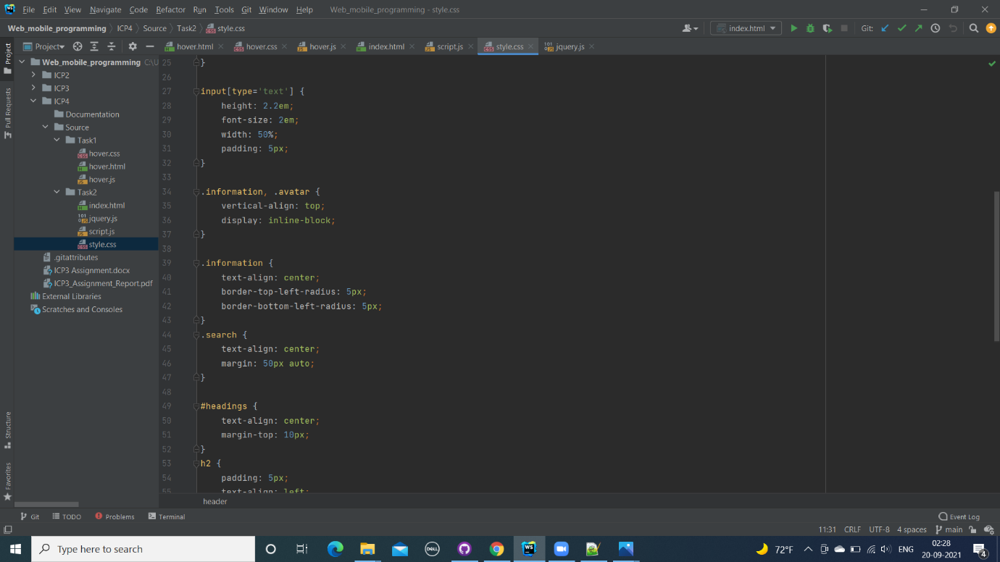 File Edit View Navigate Code Refactor Run Tools Git Window Help Web_mobile_programming - style.css
Web_mobile_programming ICP4 Source Task2 style.css index.html Git:
Project hover.html hover.css hover.js index.html script.js style.css jquery.js
Project
Pull Requests
Structure
Favorites
Web_mobile_programming C:\U
ICP2
ICP3
ICP4
Documentation
Source
Task1
hover.css
hover.html
hover.js
Task2
index.html
jquery.js
script.js
style.css
.gitattributes
ICP3 Assignment.docx
ICP3_Assignment_Report.pdf
External Libraries
Scratches and Consoles
25 }
26
27 input[type='text'] {
28 height: 2.2em;
29 font-size: 2em;
30 width: 50%;
31 padding: 5px;
32 }
33
34 .information, .avatar {
35 vertical-align: top;
36 display: inline-block;
37 }
38
39 .information {
40 text-align: center;
41 border-top-left-radius: 5px;
42 border-bottom-left-radius: 5px;
43 }
44 .search {
45 text-align: center;
46 margin: 50px auto;
47 }
48
49 #headings {
50 text-align: center;
51 margin-top: 10px;
52 }
53 h2 {
54 padding: 5px;
55 text-align: left;
header
Git TODO Problems Terminal Event Log
11:31 CRLF UTF-8 4 spaces main
Type here to search DELL WS 72°F ENG 02:28
20-09-2021 4